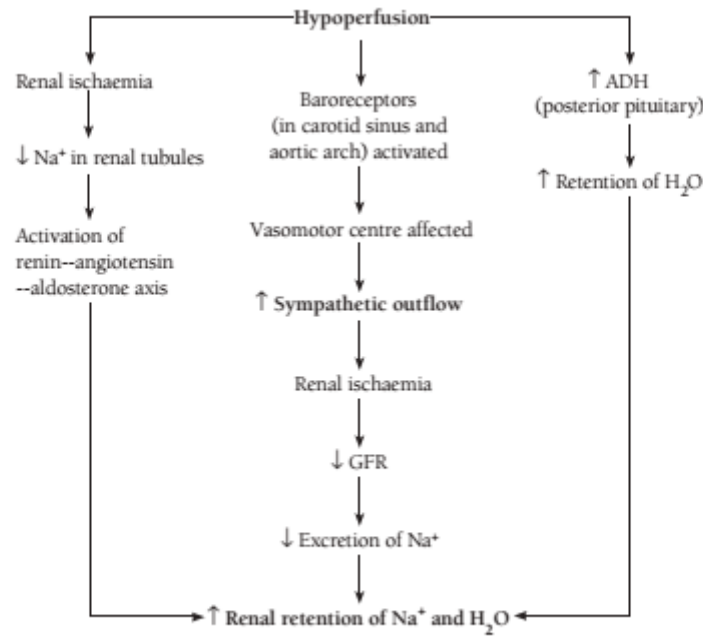 Hypoperfusion
Renal ischaemia
↓ Na⁺ in renal tubules
Activation of
renin--angiotensin
--aldosterone axis
Baroreceptors
(in carotid sinus and
aortic arch) activated
Vasomotor centre affected
↑ Sympathetic outflow
Renal ischaemia
↓ GFR
↓ Excretion of Na⁺
↑ ADH
(posterior pituitary)
↑ Retention of H₂O
↑ Renal retention of Na⁺ and H₂O